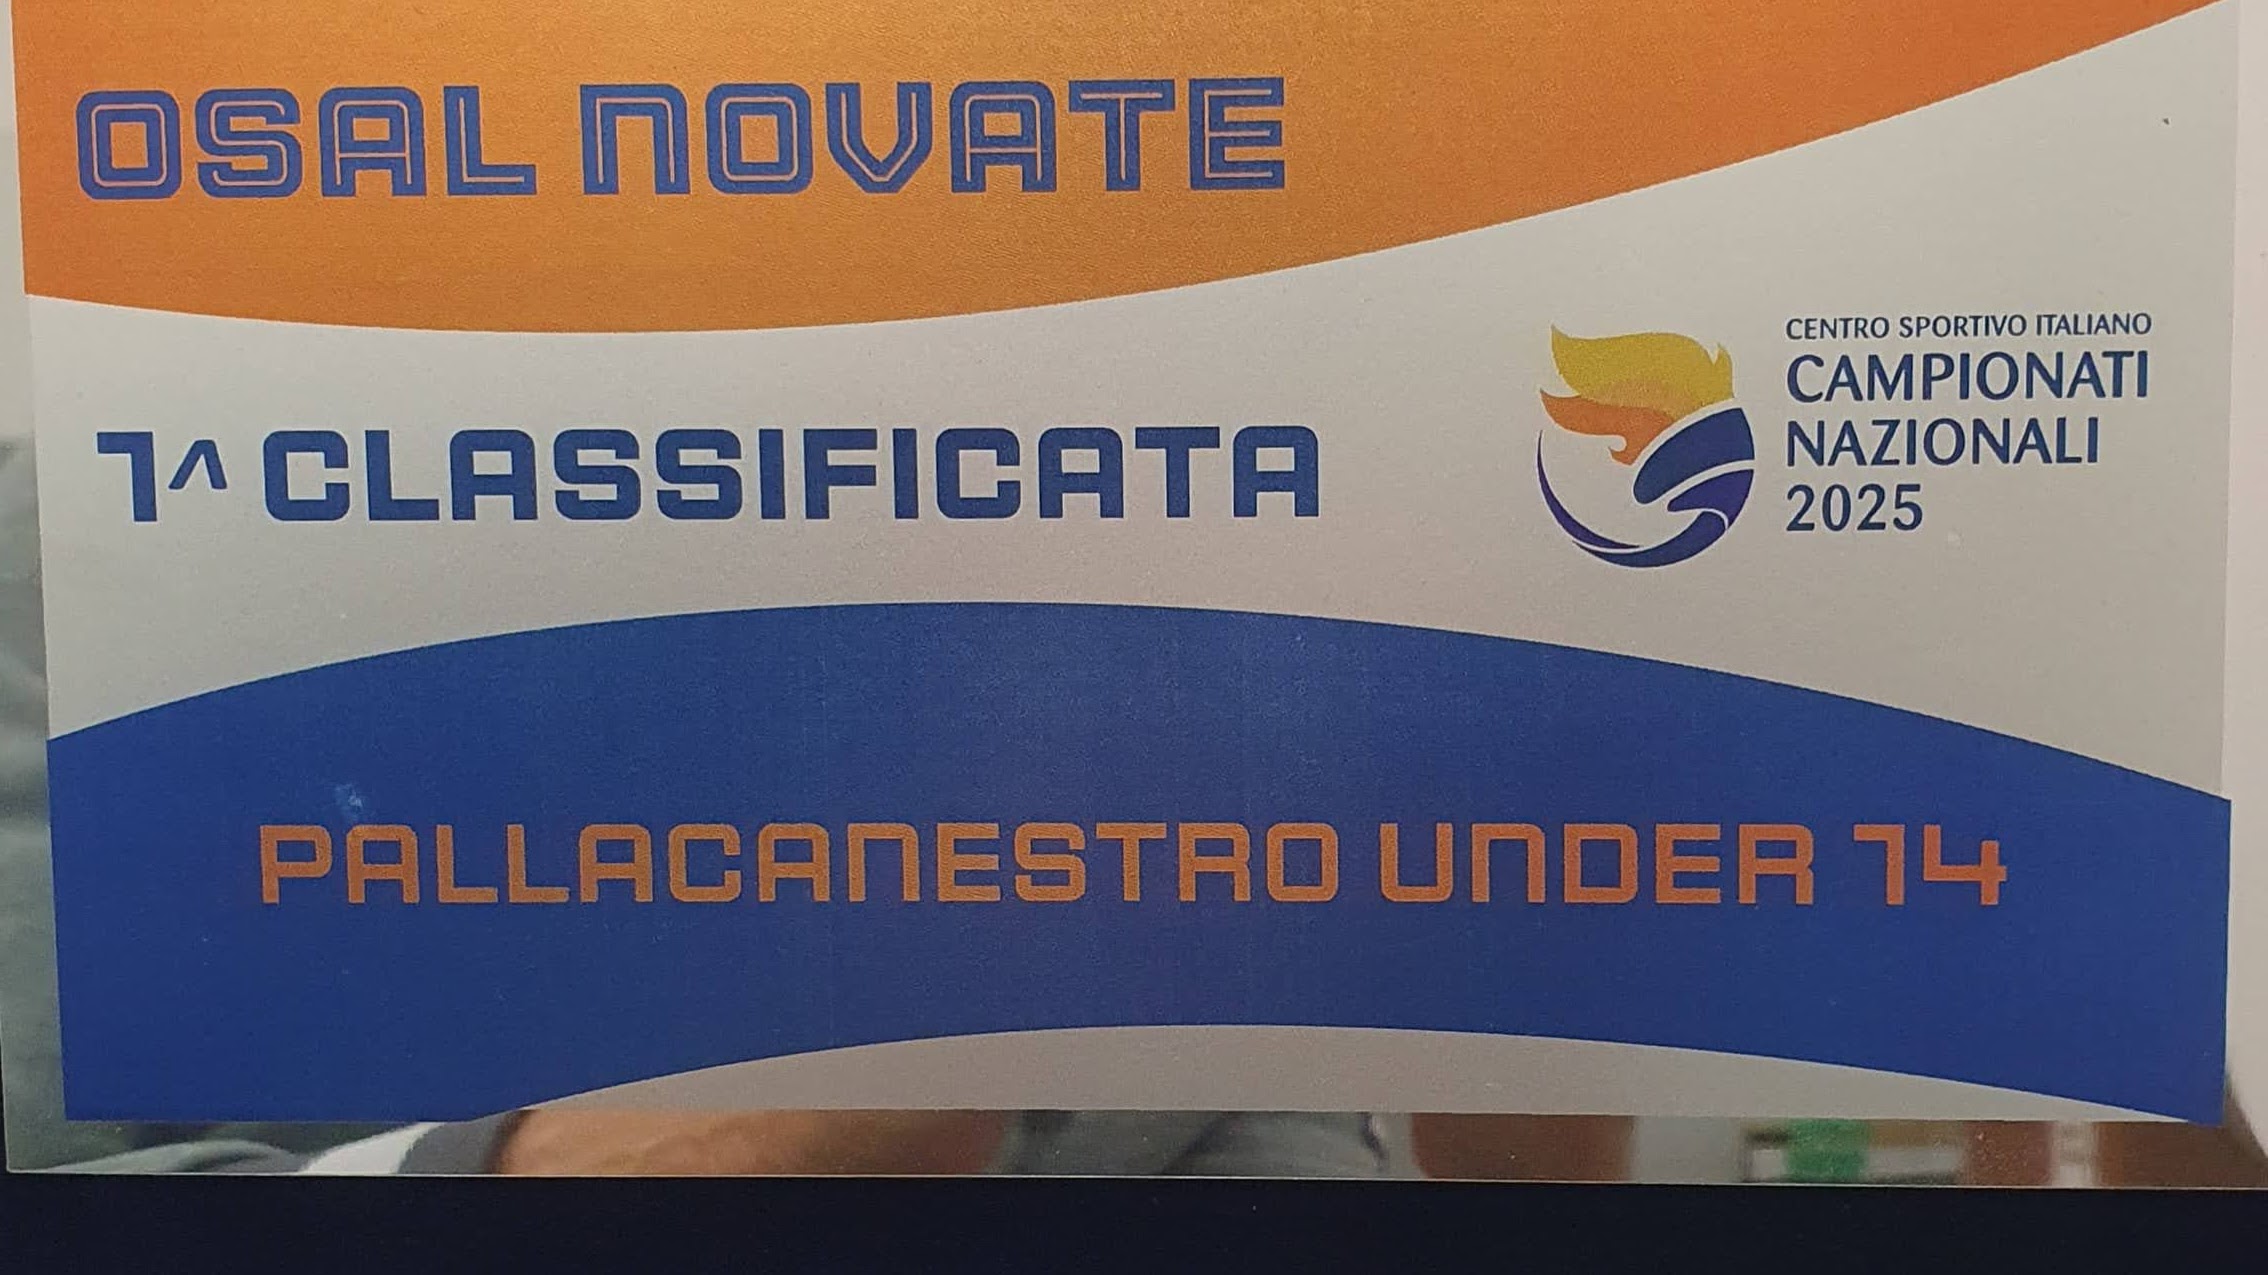 OSAL NOVATE
1^ CLASSIFICATA
CENTRO SPORTIVO ITALIANO
CAMPIONATI
NAZIONALI
2025
PALLACANESTRO UNDER 14